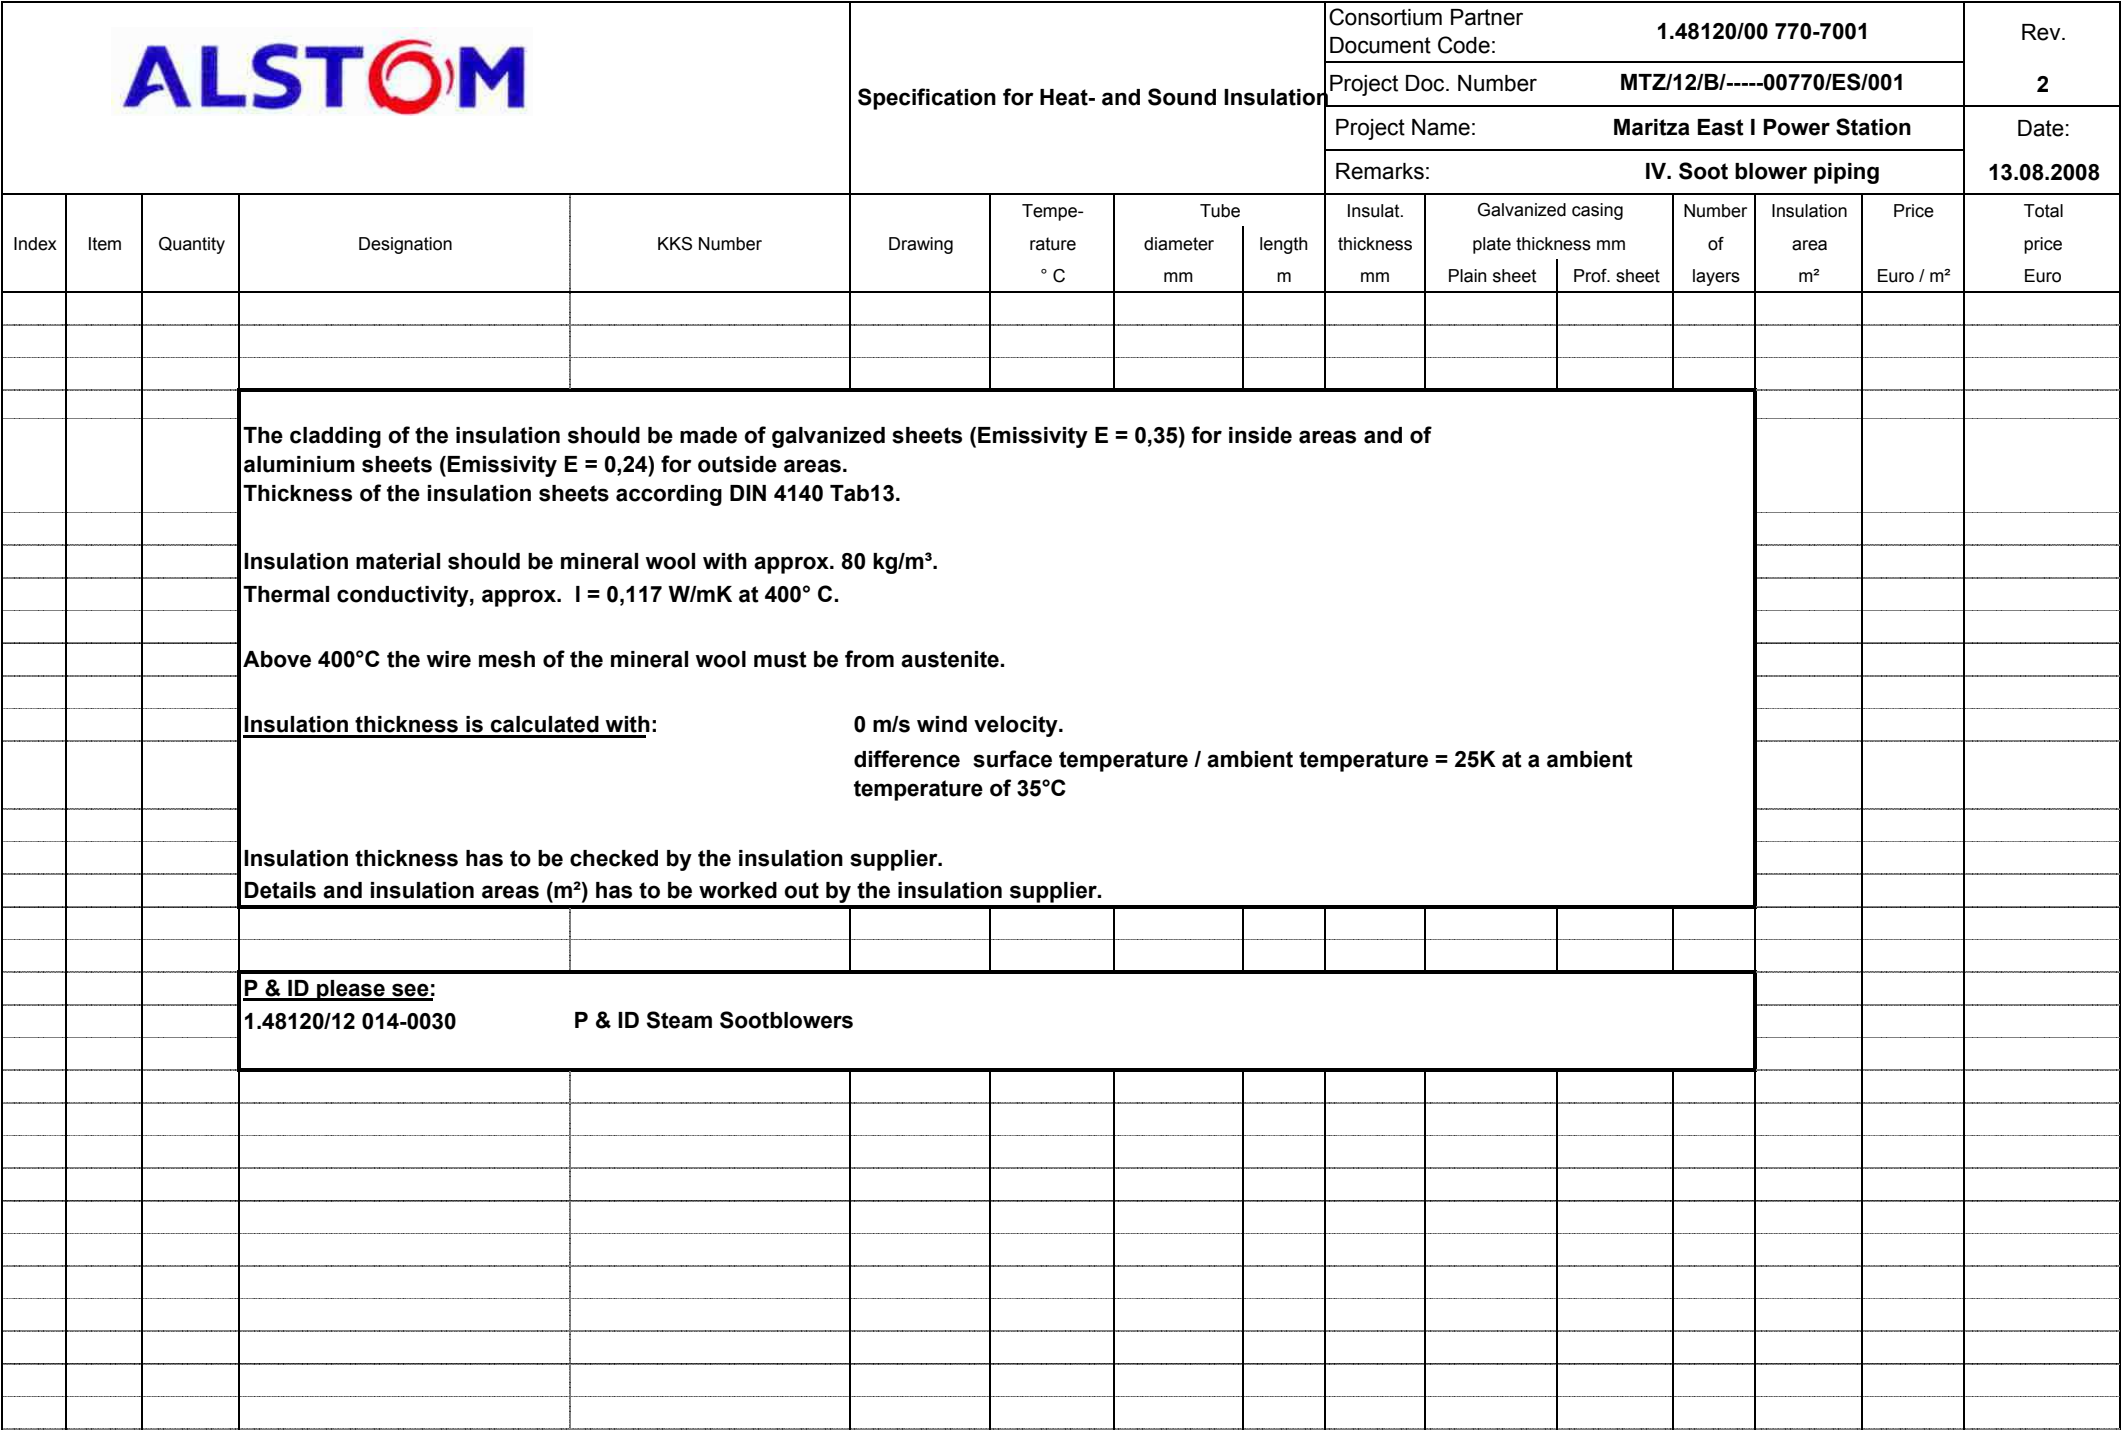 ALSTOM
Specification for Heat- and Sound Insulation
Consortium Partner
Document Code:
1.48120/00 770-7001
Rev.
Project Doc. Number
MTZ/12/B/-----00770/ES/001
2
Project Name:
Maritza East I Power Station
Date:
Remarks:
IV. Soot blower piping
13.08.2008
Index
Item
Quantity
Designation
KKS Number
Drawing
Tempe-
rature
° C
Tube
diameter
mm
length
m
Insulat.
thickness
mm
Galvanized casing
plate thickness mm
Plain sheet
Prof. sheet
Number
of
layers
Insulation
area
m²
Price
Euro / m²
Total
price
Euro
The cladding of the insulation should be made of galvanized sheets (Emissivity E = 0,35) for inside areas and of
aluminium sheets (Emissivity E = 0,24) for outside areas.
Thickness of the insulation sheets according DIN 4140 Tab13.
Insulation material should be mineral wool with approx. 80 kg/m³.
Thermal conductivity, approx.  l = 0,117 W/mK at 400° C.
Above 400°C the wire mesh of the mineral wool must be from austenite.
Insulation thickness is calculated with:
0 m/s wind velocity.
difference  surface temperature / ambient temperature = 25K at a ambient
temperature of 35°C
Insulation thickness has to be checked by the insulation supplier.
Details and insulation areas (m²) has to be worked out by the insulation supplier.
P & ID please see:
1.48120/12 014-0030
P & ID Steam Sootblowers